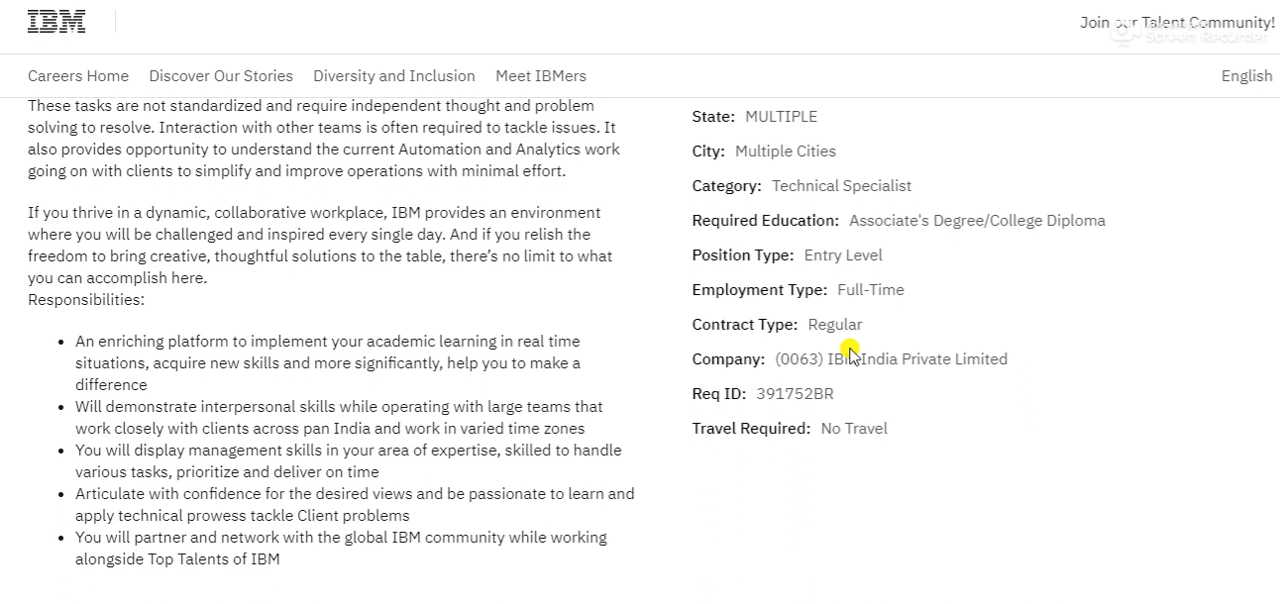 IBM
Join our Talent Community!
Screen Recorder
Careers Home Discover Our Stories Diversity and Inclusion Meet IBMers English
These tasks are not standardized and require independent thought and problem
solving to resolve. Interaction with other teams is often required to tackle issues. It
also provides opportunity to understand the current Automation and Analytics work
going on with clients to simplify and improve operations with minimal effort.
If you thrive in a dynamic, collaborative workplace, IBM provides an environment
where you will be challenged and inspired every single day. And if you relish the
freedom to bring creative, thoughtful solutions to the table, there’s no limit to what
you can accomplish here.
Responsibilities:
• An enriching platform to implement your academic learning in real time
situations, acquire new skills and more significantly, help you to make a
difference
• Will demonstrate interpersonal skills while operating with large teams that
work closely with clients across pan India and work in varied time zones
• You will display management skills in your area of expertise, skilled to handle
various tasks, prioritize and deliver on time
• Articulate with confidence for the desired views and be passionate to learn and
apply technical prowess tackle Client problems
• You will partner and network with the global IBM community while working
alongside Top Talents of IBM
State: MULTIPLE
City: Multiple Cities
Category: Technical Specialist
Required Education: Associate's Degree/College Diploma
Position Type: Entry Level
Employment Type: Full-Time
Contract Type: Regular
Company: (0063) IBM India Private Limited
Req ID: 391752BR
Travel Required: No Travel